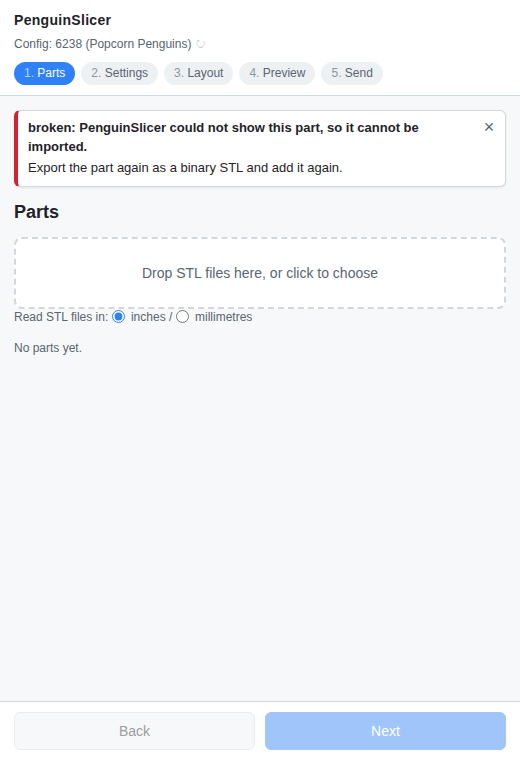 PenguinSlicer
Config: 6238 (Popcorn Penguins)
1. Parts 2. Settings 3. Layout 4. Preview 5. Send
broken: PenguinSlicer could not show this part, so it cannot be
imported.
Export the part again as a binary STL and add it again.
×
Parts
Drop STL files here, or click to choose
Read STL files in: inches / millimetres
No parts yet.
Back Next